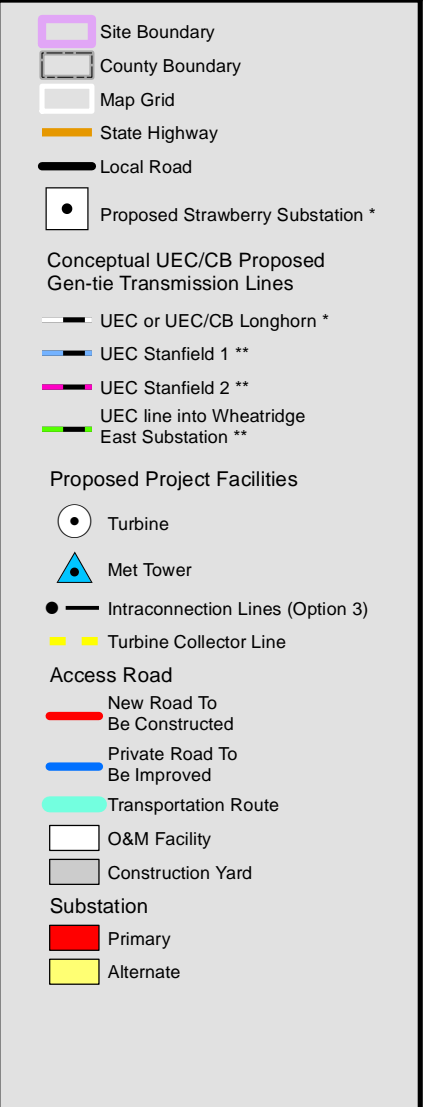 Site Boundary
County Boundary
Map Grid
State Highway
Local Road
Proposed Strawberry Substation *
Conceptual UEC/CB Proposed
Gen-tie Transmission Lines
UEC or UEC/CB Longhorn *
UEC Stanfield 1 **
UEC Stanfield 2 **
UEC line into Wheatridge
East Substation **
Proposed Project Facilities
Turbine
Met Tower
Intraconnection Lines (Option 3)
Turbine Collector Line
Access Road
New Road To
Be Constructed
Private Road To
Be Improved
Transportation Route
O&M Facility
Construction Yard
Substation
Primary
Alternate